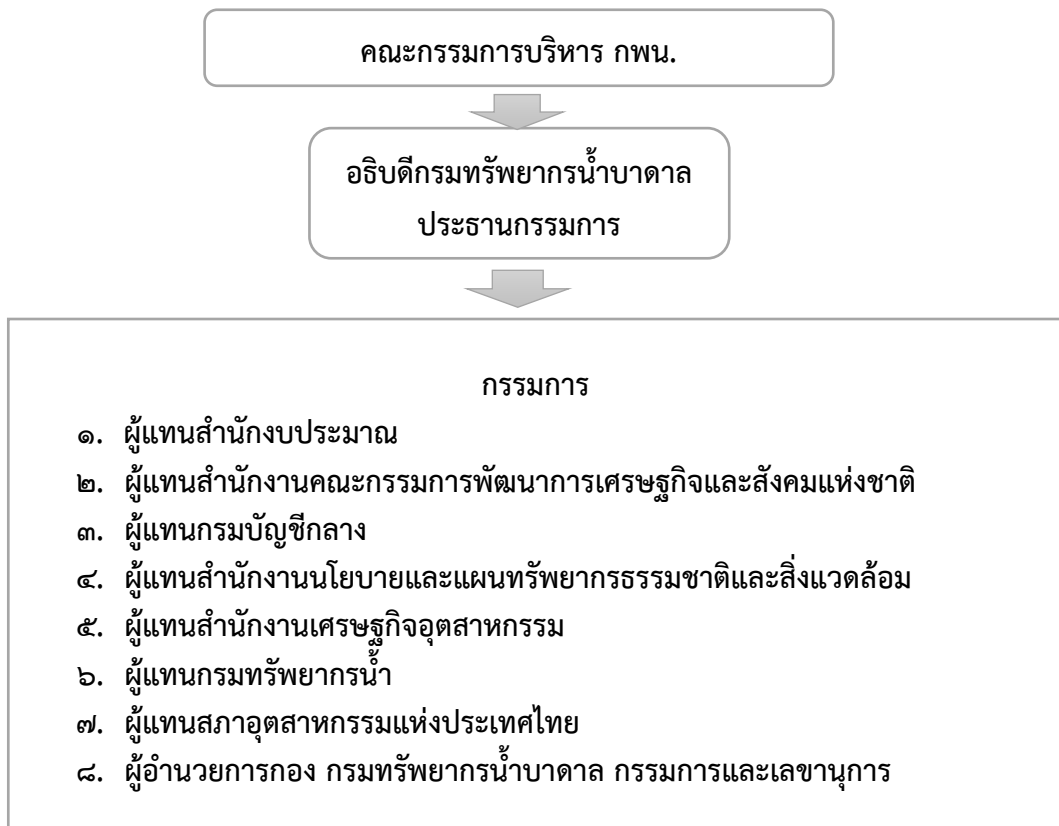 คณะกรรมการบริหาร กพน.
อธิบดีกรมทรัพยากรน้ำบาดาล
ประธานกรรมการ
กรรมการ
๑. ผู้แทนสำนักงบประมาณ
๒. ผู้แทนสำนักงานคณะกรรมการพัฒนาการเศรษฐกิจและสังคมแห่งชาติ
๓. ผู้แทนกรมบัญชีกลาง
๔. ผู้แทนสำนักงานนโยบายและแผนทรัพยากรธรรมชาติและสิ่งแวดล้อม
๕. ผู้แทนสำนักงานเศรษฐกิจอุตสาหกรรม
๖. ผู้แทนกรมทรัพยากรน้ำ
๗. ผู้แทนสภาอุตสาหกรรมแห่งประเทศไทย
๘. ผู้อำนวยการกอง กรมทรัพยากรน้ำบาดาล กรรมการและเลขานุการ